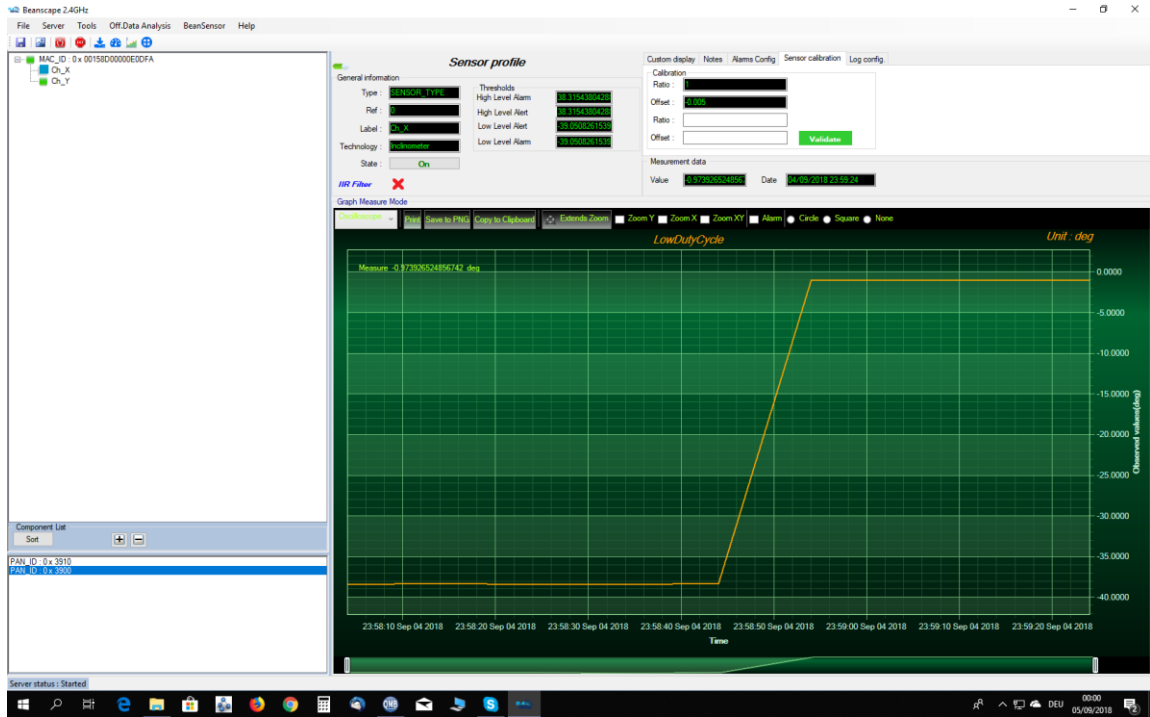 Beanscape 2.4GHz
File Server Tools Off.Data Analysis BeanSensor Help
MAC_ID : 0 x 00158D00000E0DFA
Ch_X
Ch_Y
Component List
Sort
PAN_ID : 0 x 3910
PAN_ID : 0 x 3900
Server status : Started
Sensor profile
General information
Type : SENSOR_TYPE
Ref : 0
Label : Ch_X
Technology : Inclinometer
State : On
IIR Filter
Thresholds
High Level Alarm 38.3154380428
High Level Alert 38.3154380428
Low Level Alert -39.0508261539
Low Level Alarm -39.0508261539
Custom display Notes Alarms Config Sensor calibration Log config.
Calibration
Ratio : 1
Offset : -0.005
Ratio :
Offset : Validate
Mesurement data
Value -0.9739265248567 Date 04/09/2018 23:59:24
Graph Measure Mode
Oscilloscope Print Save to PNG Copy to Clipboard Extends Zoom Zoom Y Zoom X Zoom XY Alarm Circle Square None
LowDutyCycle
Unit : deg
Measure -0.973926524856742 deg
0.0000
-5.0000
-10.0000
-15.0000
-20.0000
-25.0000
-30.0000
-35.0000
-40.0000
Observed values(deg)
23:58:10 Sep 04 2018 23:58:20 Sep 04 2018 23:58:30 Sep 04 2018 23:58:40 Sep 04 2018 23:58:50 Sep 04 2018 23:59:00 Sep 04 2018 23:59:10 Sep 04 2018 23:59:20 Sep 04 2018
Time
DEU
00:00
05/09/2018